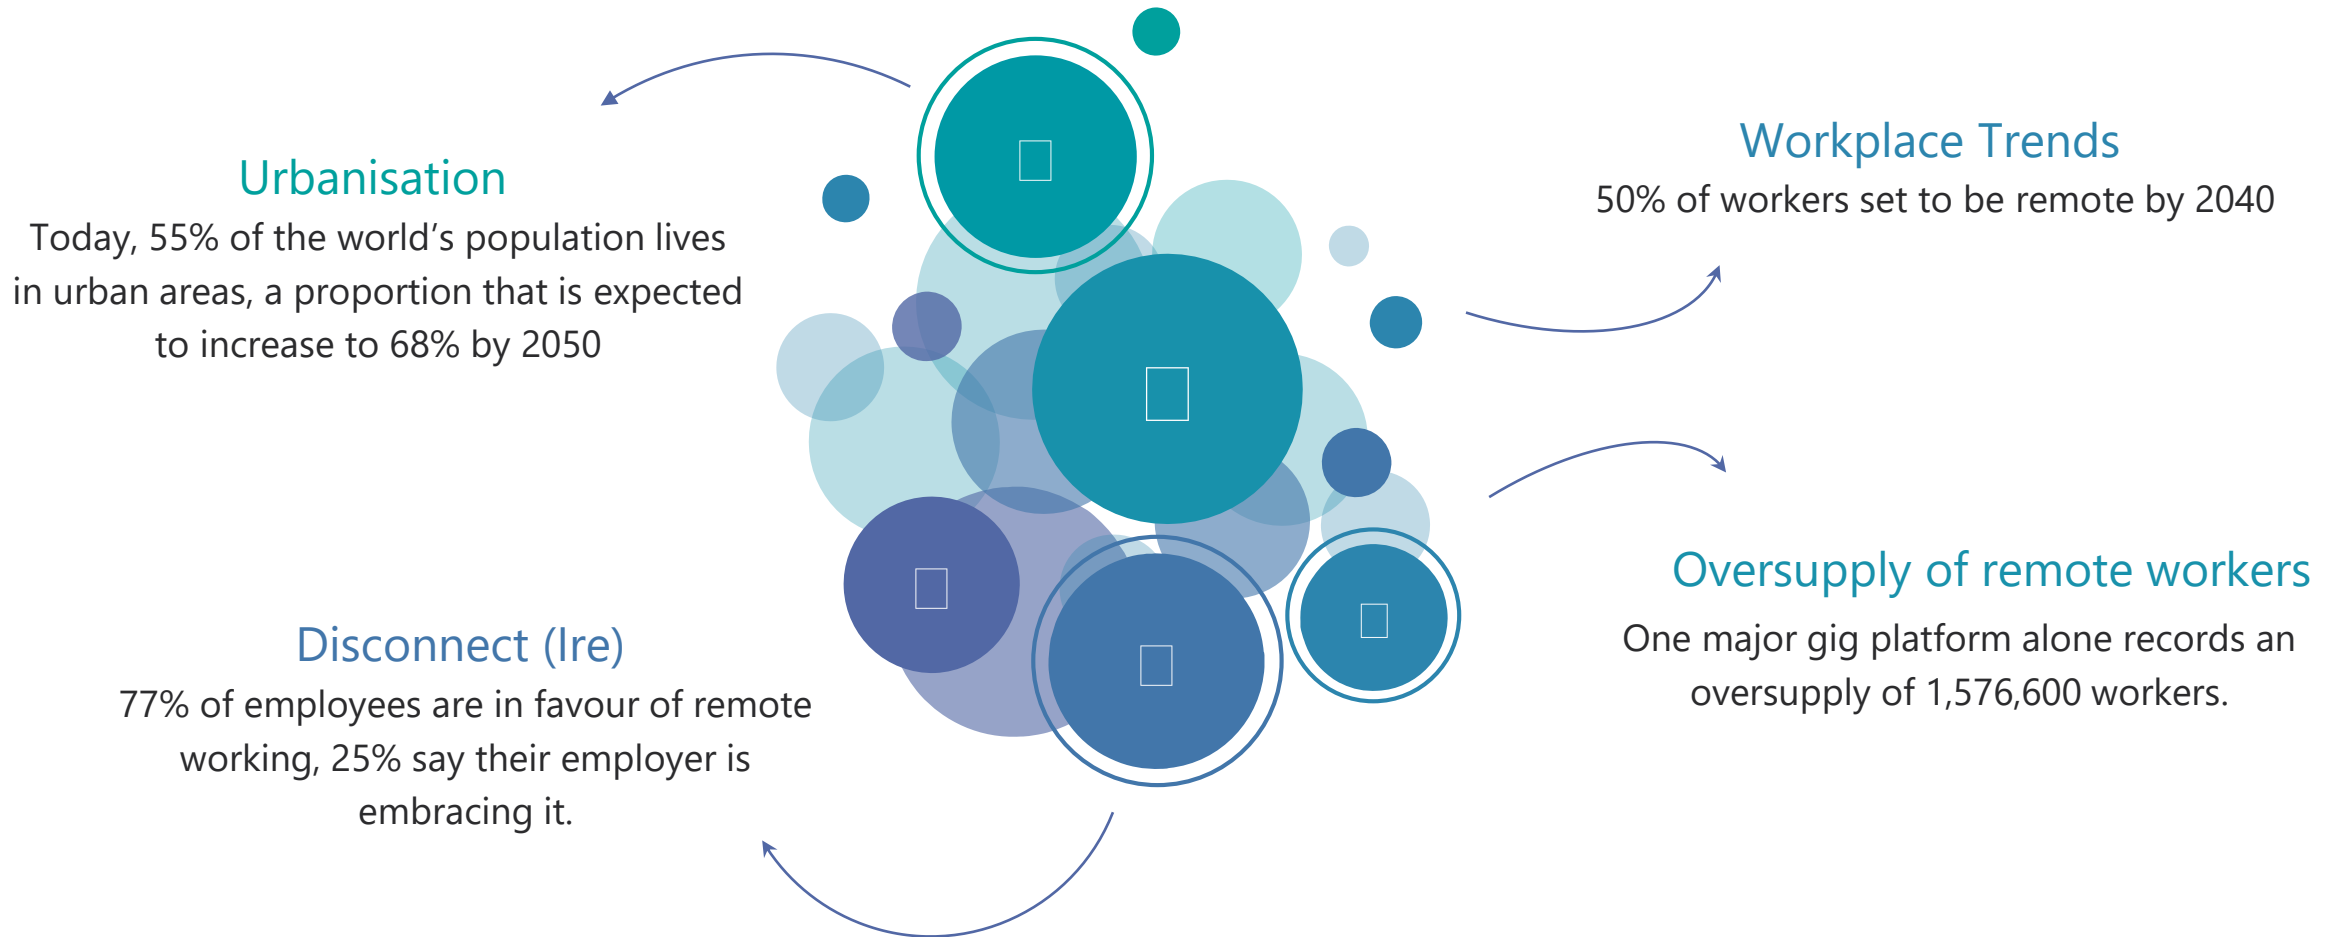 Urbanisation
Today, 55% of the world’s population lives
in urban areas, a proportion that is expected
to increase to 68% by 2050
Workplace Trends
50% of workers set to be remote by 2040
Oversupply of remote workers
One major gig platform alone records an
oversupply of 1,576,600 workers.
Disconnect (Ire)
77% of employees are in favour of remote
working, 25% say their employer is
embracing it.